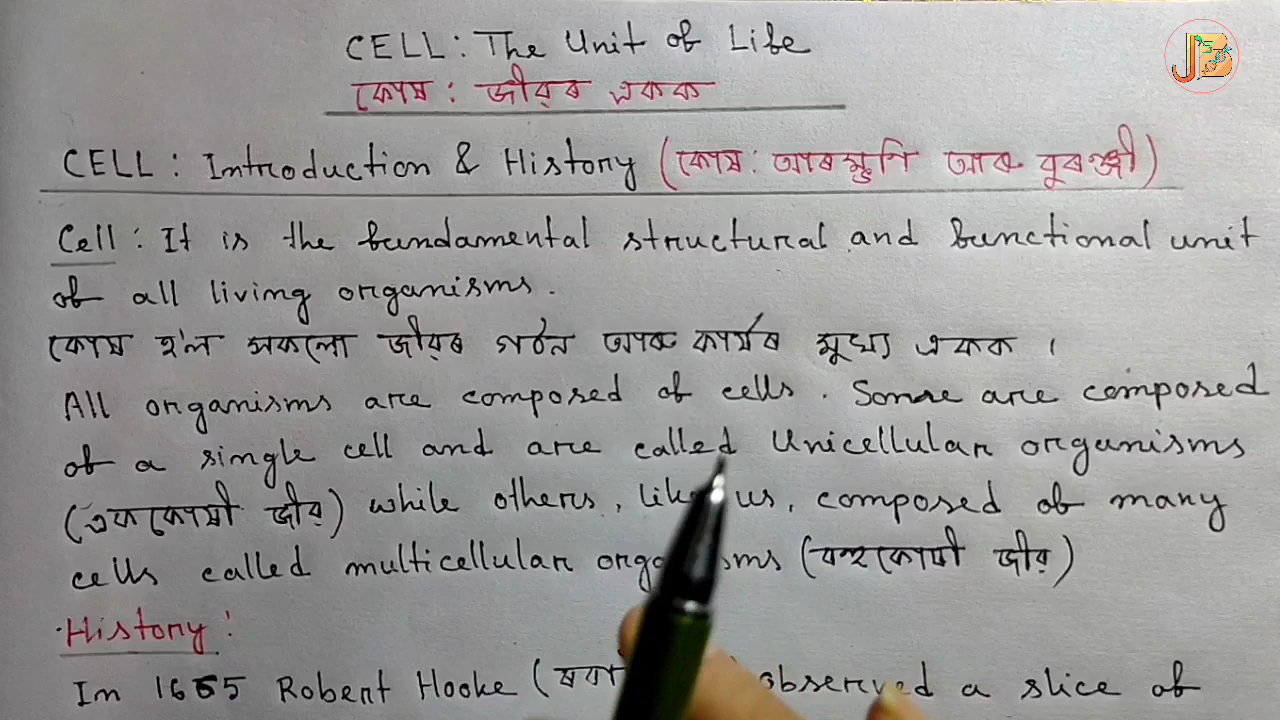 CELL: The Unit of Life
কোষ: জীৱৰ একক
JB
CELL: Introduction & History (কোষ: আৰম্ভণি আৰু বুৰঞ্জী)
Cell: It is the fundamental structural and functional unit
of all living organisms.
কোষ হ'ল সকলো জীৱৰ গঠন আৰু কাৰ্যৰ মূখ্য একক ।
All organisms are composed of cells. Some are composed
of a single cell and are called Unicellular organisms
(এককোষী জীৱ) while others, like us, composed of many
cells called multicellular organisms (বহুকোষী জীৱ)
History:
In 1665 Robert Hooke ( observed a slice of